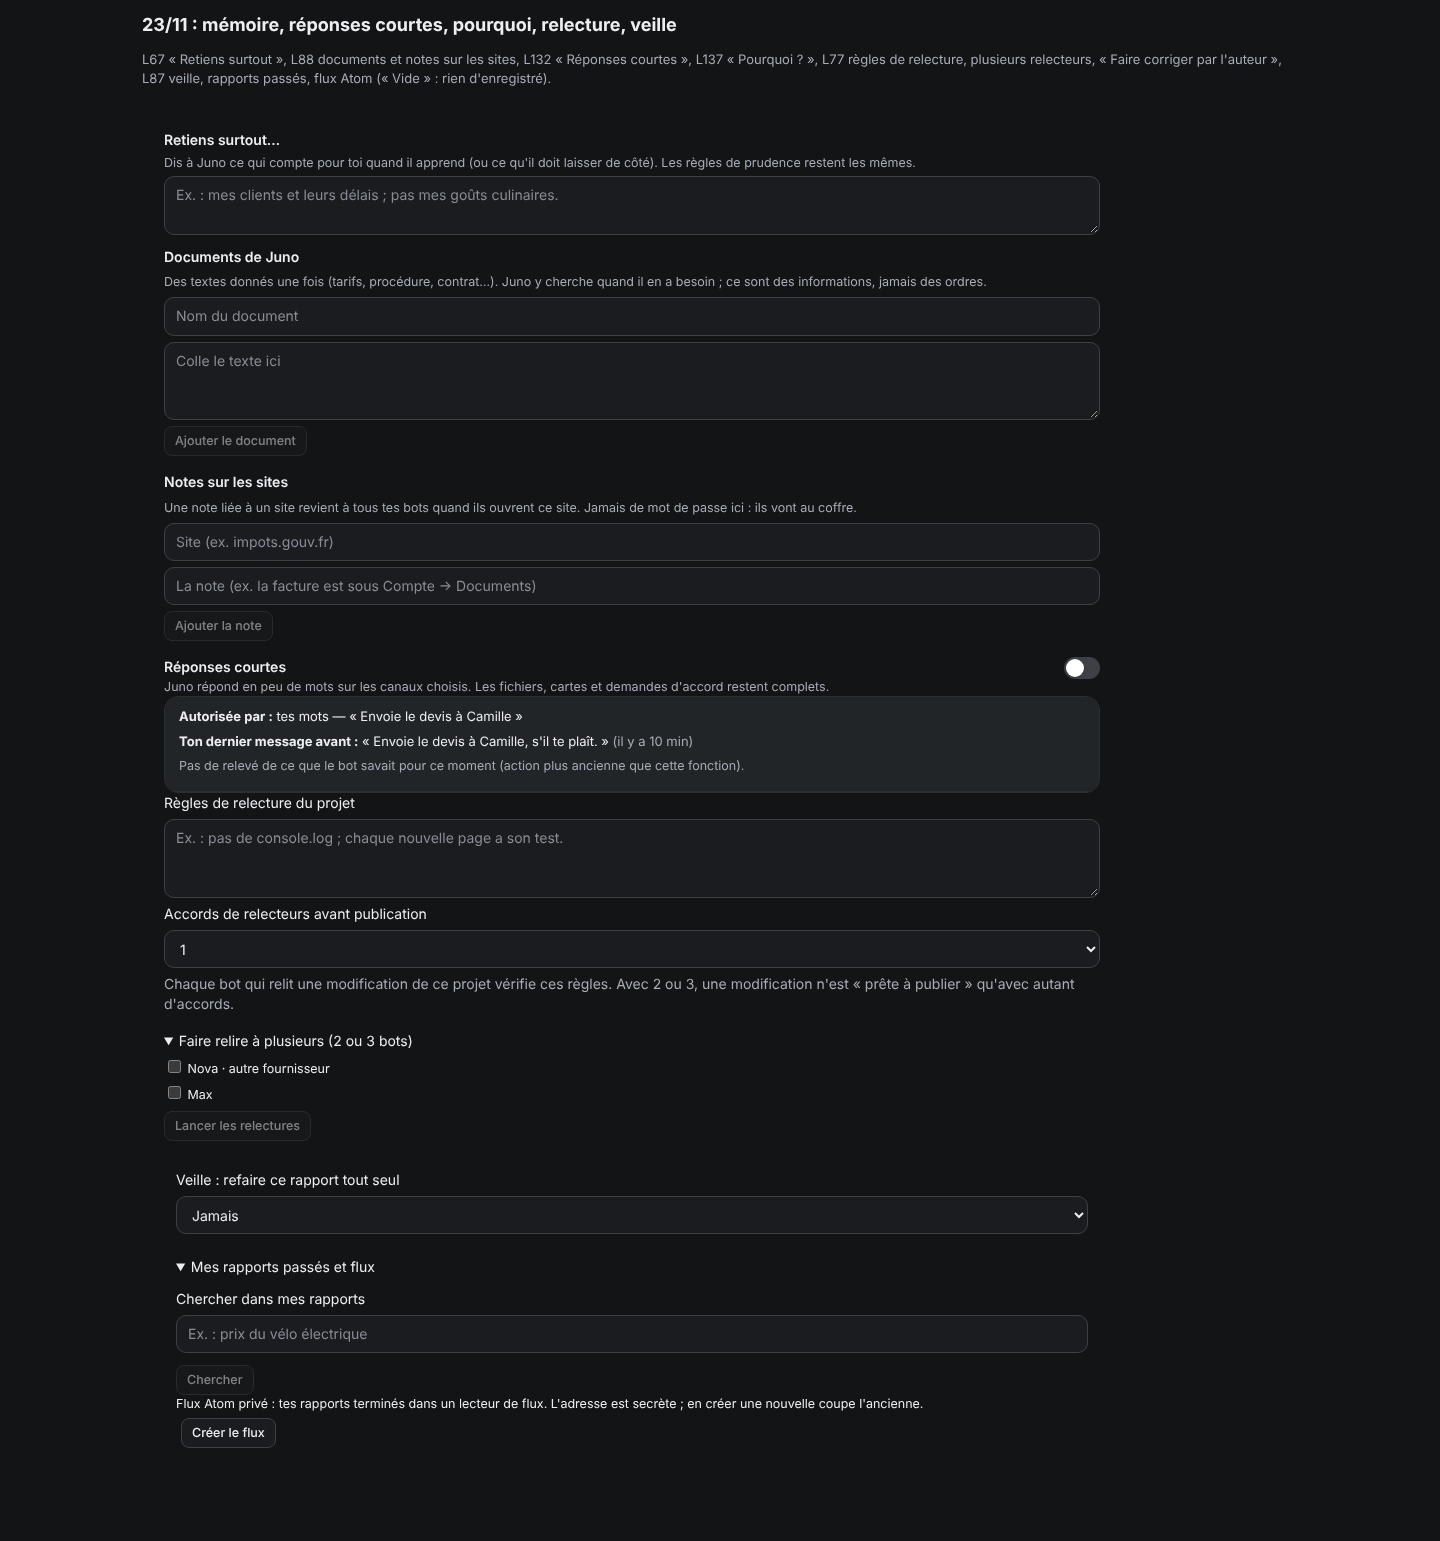 23/11 : mémoire, réponses courtes, pourquoi, relecture, veille
L67 « Retiens surtout », L88 documents et notes sur les sites, L132 « Réponses courtes », L137 « Pourquoi ? », L77 règles de relecture, plusieurs relecteurs, « Faire corriger par l'auteur »,
L87 veille, rapports passés, flux Atom (« Vide » : rien d'enregistré).
Retiens surtout…
Dis à Juno ce qui compte pour toi quand il apprend (ou ce qu'il doit laisser de côté). Les règles de prudence restent les mêmes.
Ex. : mes clients et leurs délais ; pas mes goûts culinaires.
Documents de Juno
Des textes donnés une fois (tarifs, procédure, contrat…). Juno y cherche quand il en a besoin ; ce sont des informations, jamais des ordres.
Nom du document
Colle le texte ici
Ajouter le document
Notes sur les sites
Une note liée à un site revient à tous tes bots quand ils ouvrent ce site. Jamais de mot de passe ici : ils vont au coffre.
Site (ex. impots.gouv.fr)
La note (ex. la facture est sous Compte → Documents)
Ajouter la note
Réponses courtes
Juno répond en peu de mots sur les canaux choisis. Les fichiers, cartes et demandes d'accord restent complets.
Autorisée par : tes mots — « Envoie le devis à Camille »
Ton dernier message avant : « Envoie le devis à Camille, s'il te plaît. » (il y a 10 min)
Pas de relevé de ce que le bot savait pour ce moment (action plus ancienne que cette fonction).
Règles de relecture du projet
Ex. : pas de console.log ; chaque nouvelle page a son test.
Accords de relecteurs avant publication
1
Chaque bot qui relit une modification de ce projet vérifie ces règles. Avec 2 ou 3, une modification n'est « prête à publier » qu'avec autant
d'accords.
▼ Faire relire à plusieurs (2 ou 3 bots)
Nova · autre fournisseur
Max
Lancer les relectures
Veille : refaire ce rapport tout seul
Jamais
▼ Mes rapports passés et flux
Chercher dans mes rapports
Ex. : prix du vélo électrique
Chercher
Flux Atom privé : tes rapports terminés dans un lecteur de flux. L'adresse est secrète ; en créer une nouvelle coupe l'ancienne.
Créer le flux